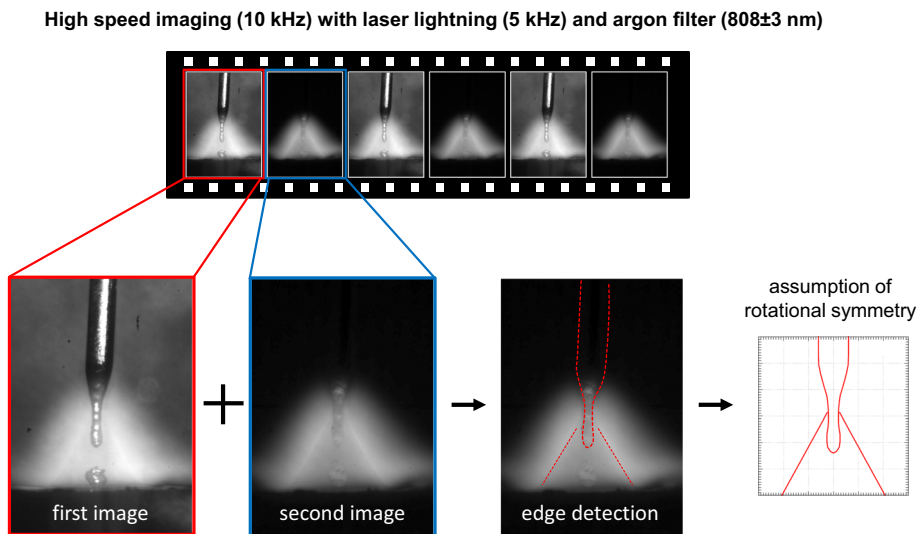 High speed imaging (10 kHz) with laser lightning (5 kHz) and argon filter (808±3 nm)
assumption of
rotational symmetry
first image
second image
edge detection